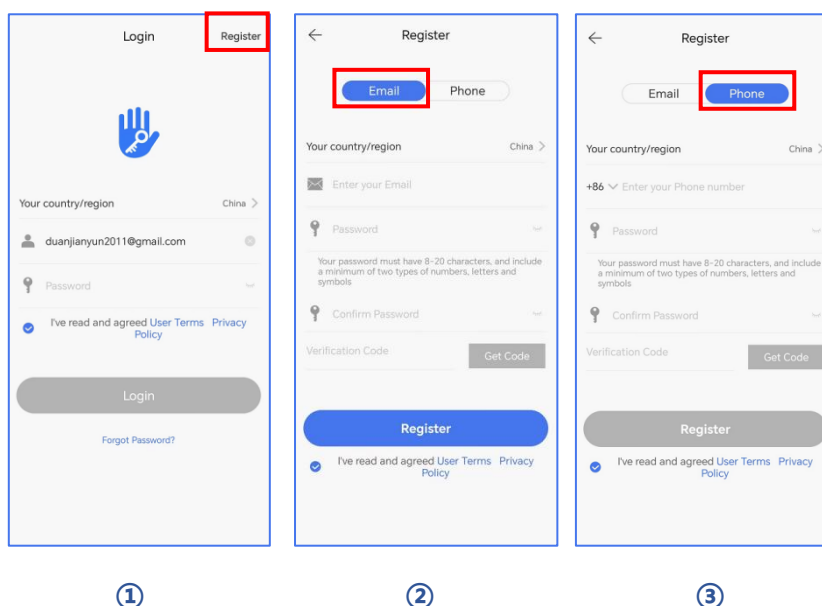 Login
Register
Your country/region
China
duanjianyun2011@gmail.com
Password
I've read and agreed User Terms Privacy
Policy
Login
Forgot Password?
①
Register
Email
Phone
Your country/region
China
Enter your Email
Password
Your password must have 8-20 characters, and include
a minimum of two types of numbers, letters and
symbols
Confirm Password
Verification Code
Get Code
Register
I've read and agreed User Terms Privacy
Policy
②
Register
Email
Phone
Your country/region
China
+86
Enter your Phone number
Password
Your password must have 8-20 characters, and include
a minimum of two types of numbers, letters and
symbols
Confirm Password
Verification Code
Get Code
Register
I've read and agreed User Terms Privacy
Policy
③